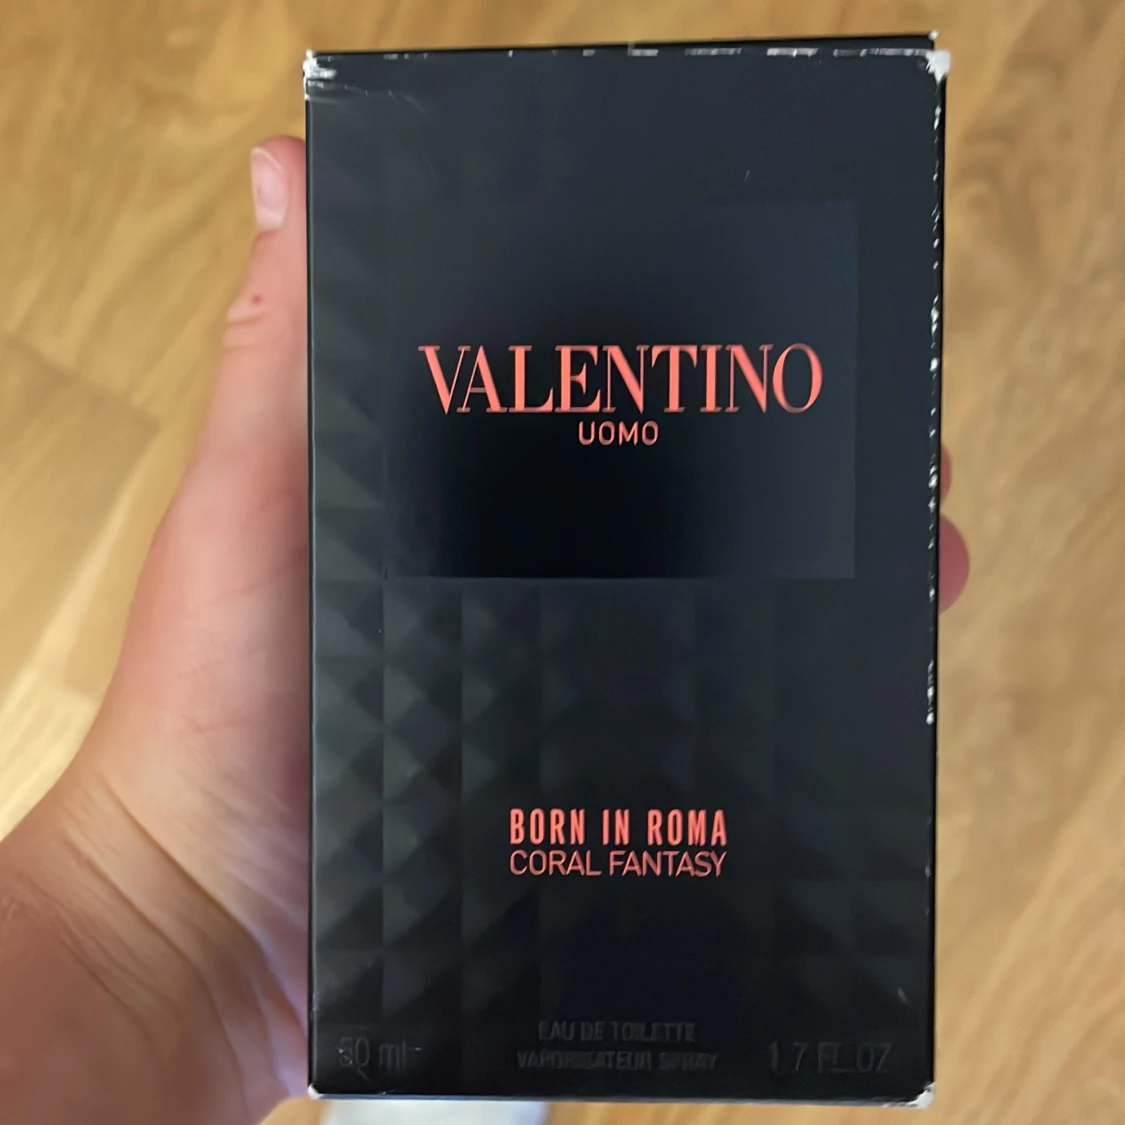 VALENTINO
UOMO
BORN IN ROMA
CORAL FANTASY
EAU DE TOILETTE
50 ml VAPORISATEUR SPRAY 1.7 FL.OZ